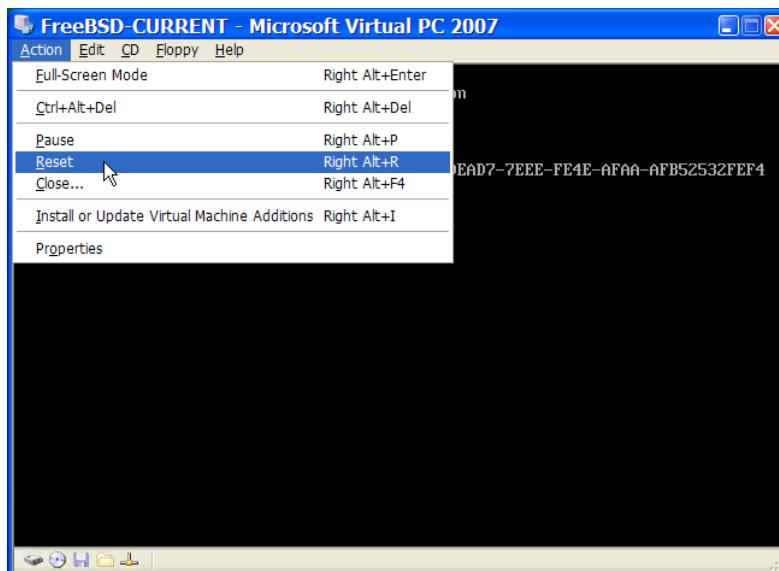 FreeBSD-CURRENT - Microsoft Virtual PC 2007
Action Edit CD Floppy Help
Full-Screen Mode Right Alt+Enter
on
Ctrl+Alt+Del Right Alt+Del
Pause Right Alt+P
Reset Right Alt+R
EAD7-7EEE-FE4E-AFAA-AFB52532FEF4
Close... Right Alt+F4
Install or Update Virtual Machine Additions Right Alt+I
Properties